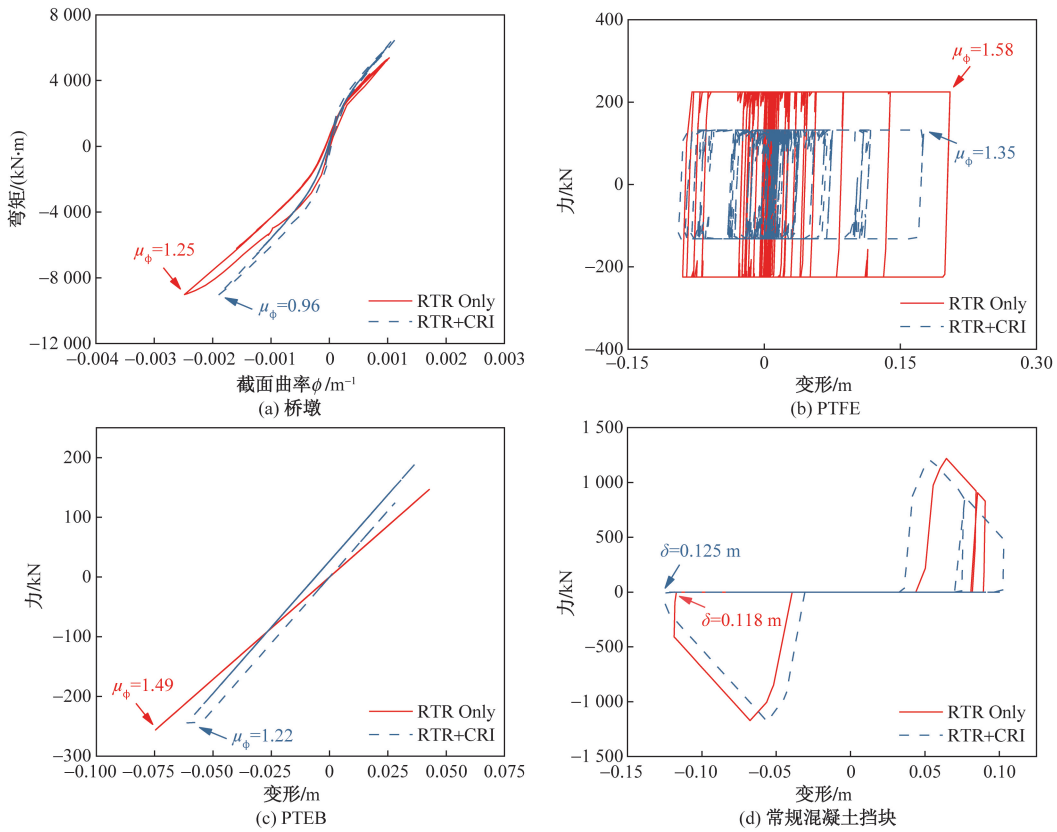 8 000
4 000
0
−4 000
−8 000
−12 000
弯矩/(kN·m)
μϕ=1.25
μϕ=0.96
RTR Only
RTR+CRI
−0.004
−0.003
−0.002
−0.001
0
0.001
0.002
0.003
截面曲率ϕ/m⁻¹
(a) 桥墩
400
200
0
−200
−400
力/kN
μϕ=1.58
μϕ=1.35
RTR Only
RTR+CRI
−0.15
0
0.15
0.30
变形/m
(b) PTFE
200
100
0
−100
−200
−300
力/kN
μϕ=1.49
μϕ=1.22
RTR Only
RTR+CRI
−0.100
−0.075
−0.050
−0.025
0
0.025
0.050
0.075
变形/m
(c) PTEB
1 500
1 000
500
0
−500
−1 000
−1 500
力/kN
δ=0.125 m
δ=0.118 m
RTR Only
RTR+CRI
−0.15
−0.10
−0.05
0
0.05
0.10
变形/m
(d) 常规混凝土挡块